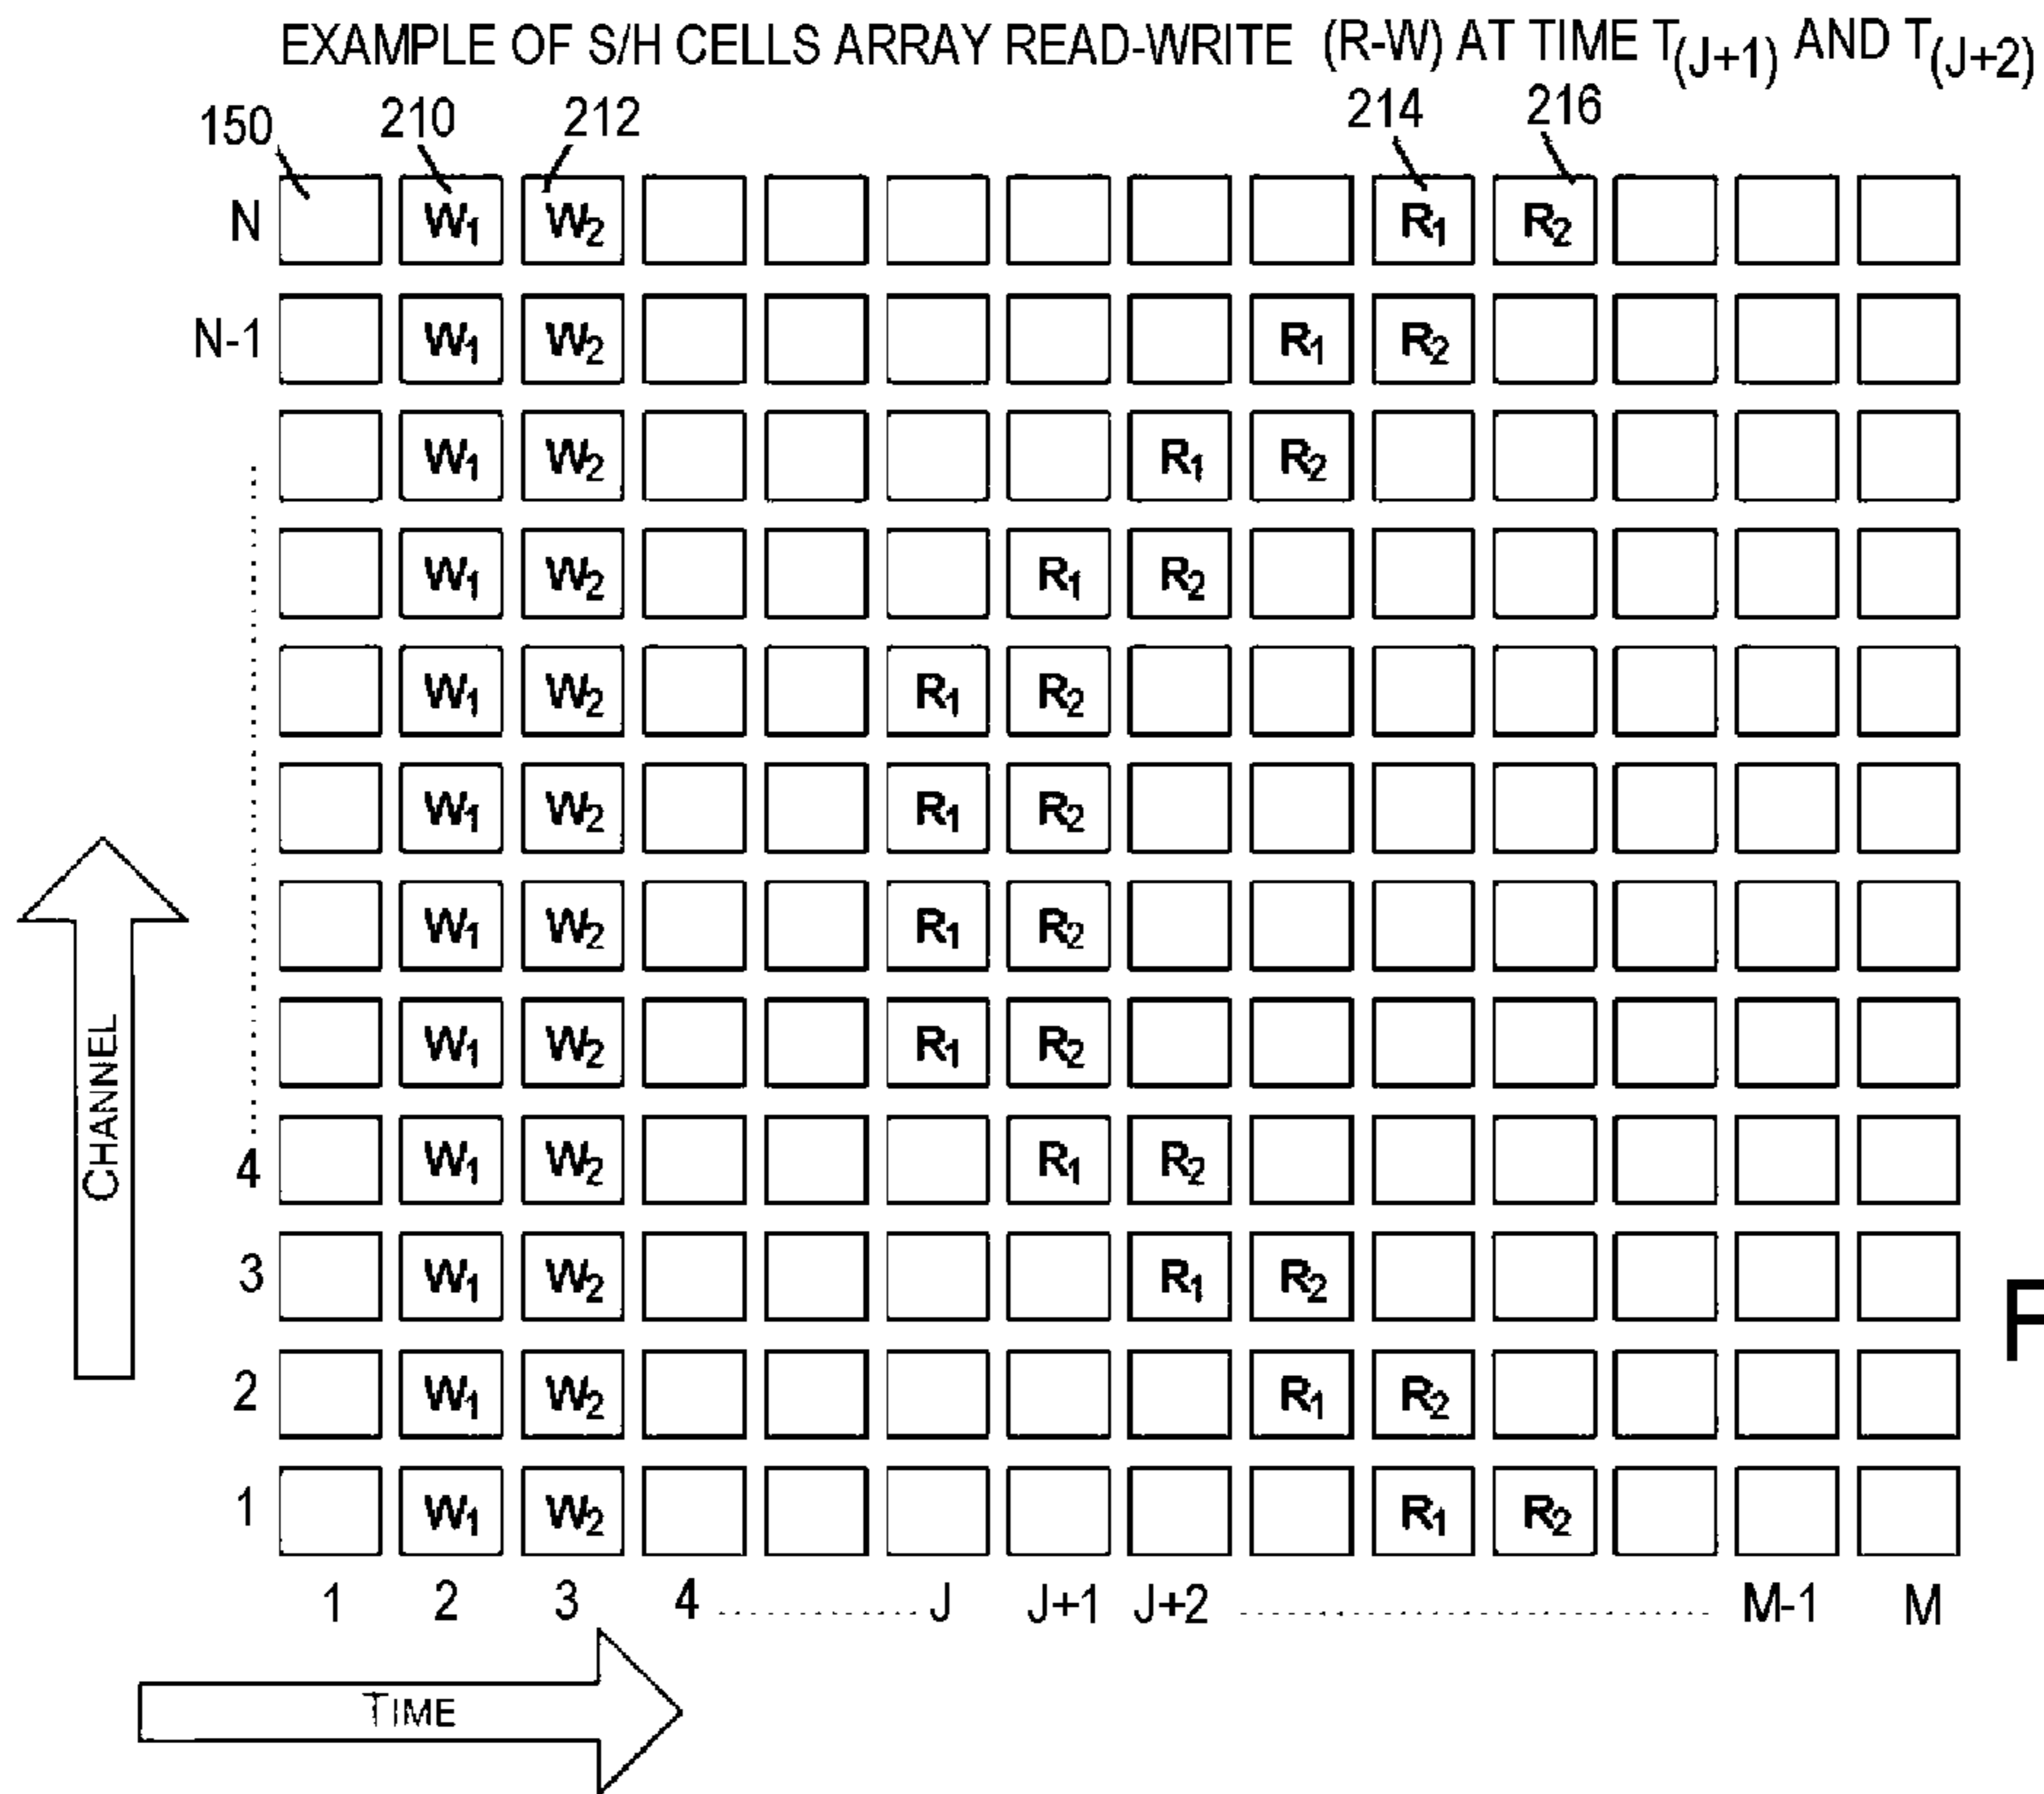 EXAMPLE OF S/H CELLS ARRAY READ-WRITE (R-W) AT TIME T(J+1) AND T(J+2)
150 210 212 214 216
N W1 W2 R1 R2
N-1 W1 W2 R1 R2
W1 W2 R1 R2
W1 W2 R1 R2
W1 W2 R1 R2
W1 W2 R1 R2
W1 W2 R1 R2
W1 W2 R1 R2
4 W1 W2 R1 R2
3 W1 W2 R1 R2
2 W1 W2 R1 R2
1 W1 W2 R1 R2
1 2 3 4 J J+1 J+2 M-1 M
CHANNEL
TIME
F